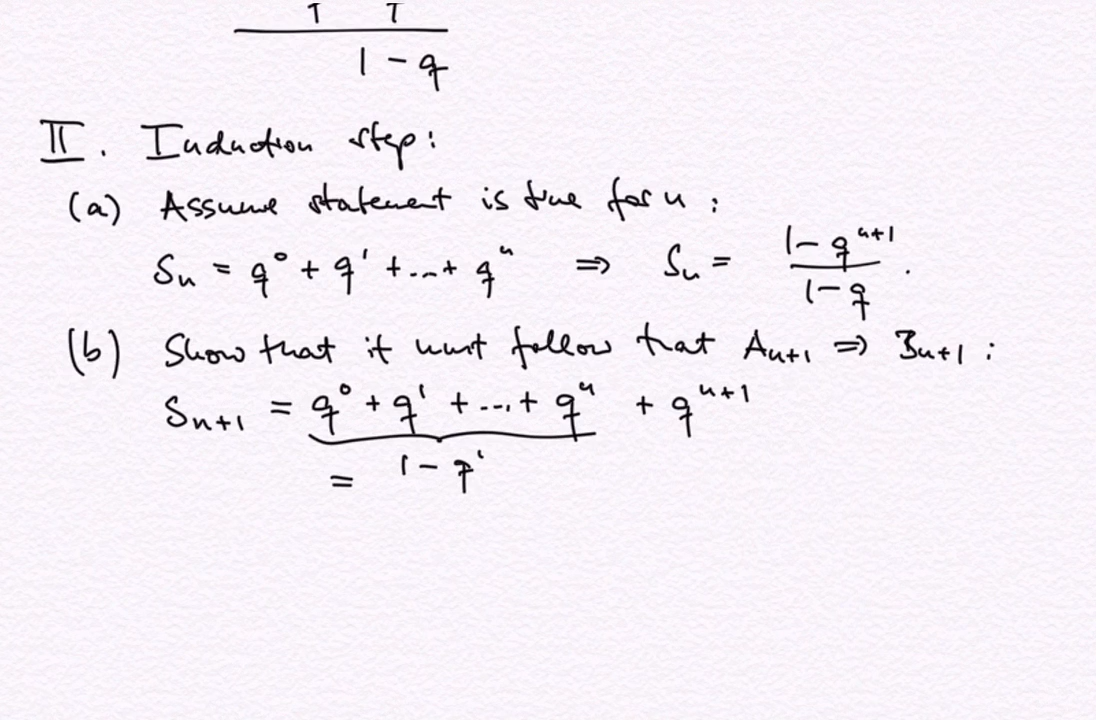 1 - q
II. Induction step:
(a) Assume statement is true for n:
Sn = q⁰ + q¹ + ... + qⁿ ⇒ Sn = (1 - qⁿ⁺¹)/(1 - q).
(b) Show that it must follow that An+1 ⇒ Bn+1:
Sn+1 = q⁰ + q¹ + ... + qⁿ + qⁿ⁺¹
= 1 - q